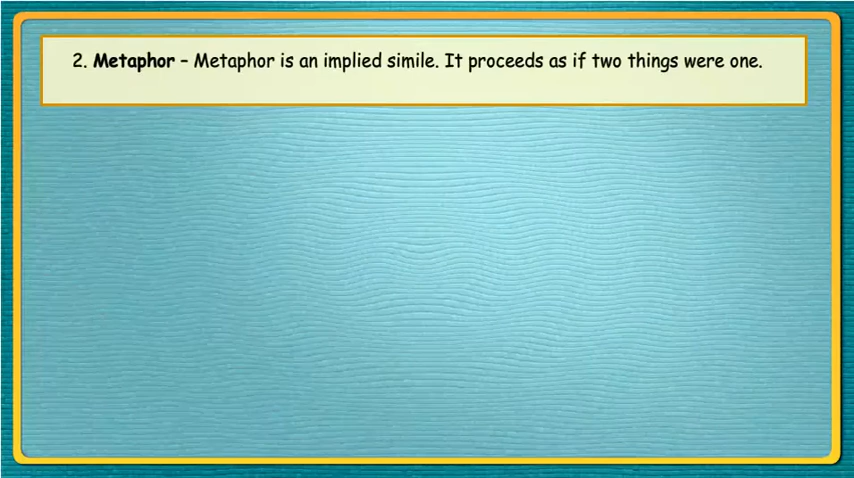 2. Metaphor – Metaphor is an implied simile. It proceeds as if two things were one.